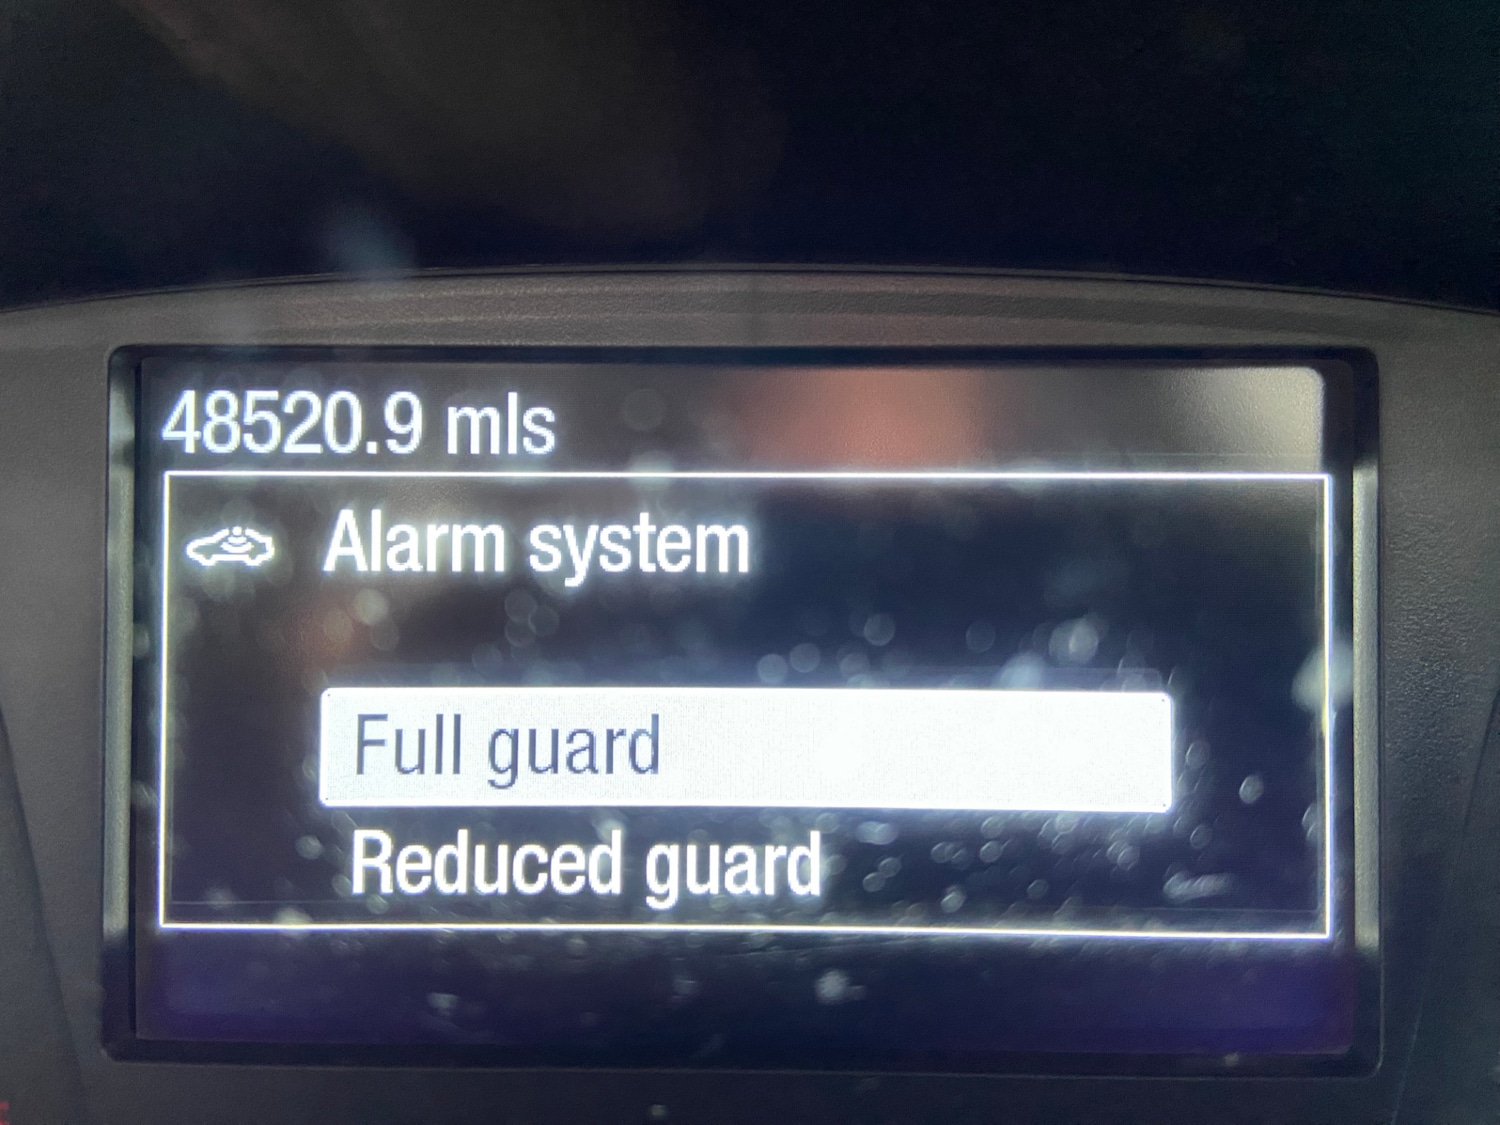 48520.9 mls
Alarm system
Full guard
Reduced guard